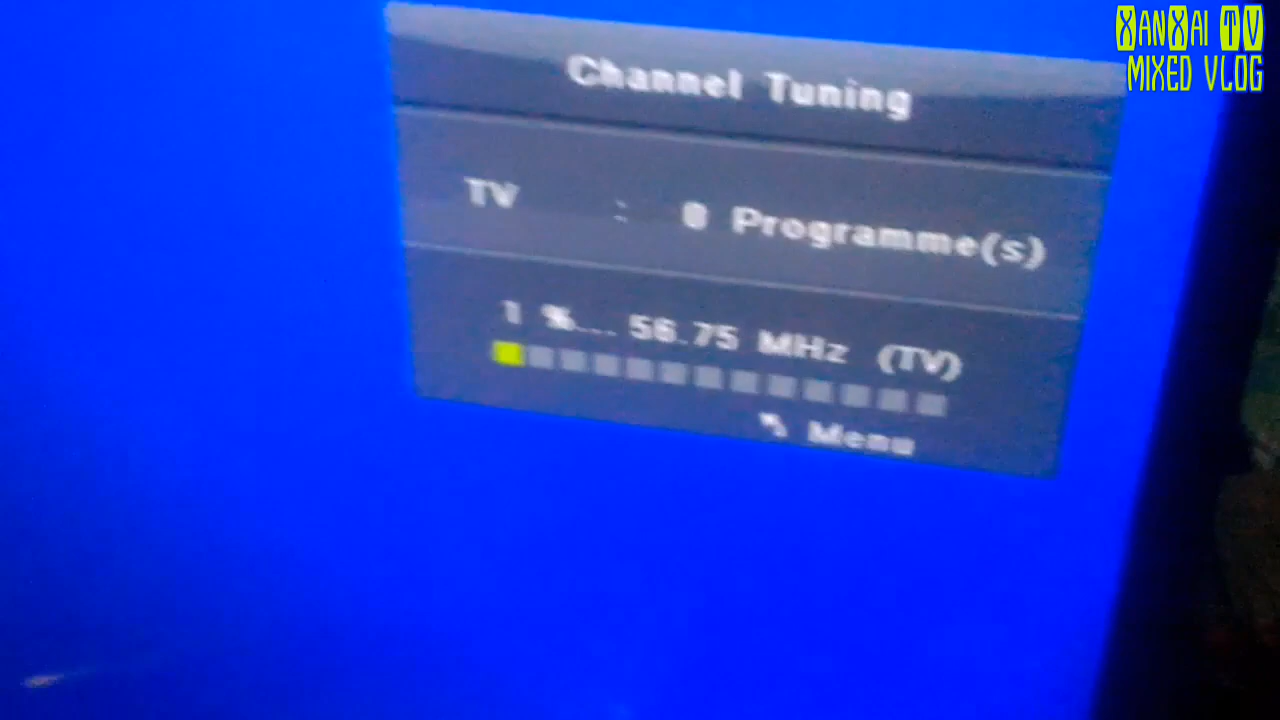 XanXai TV
MIXED VLOG
Channel Tuning
TV : 0 Programme(s)
1 %... 56.75 MHz (TV)
Menu